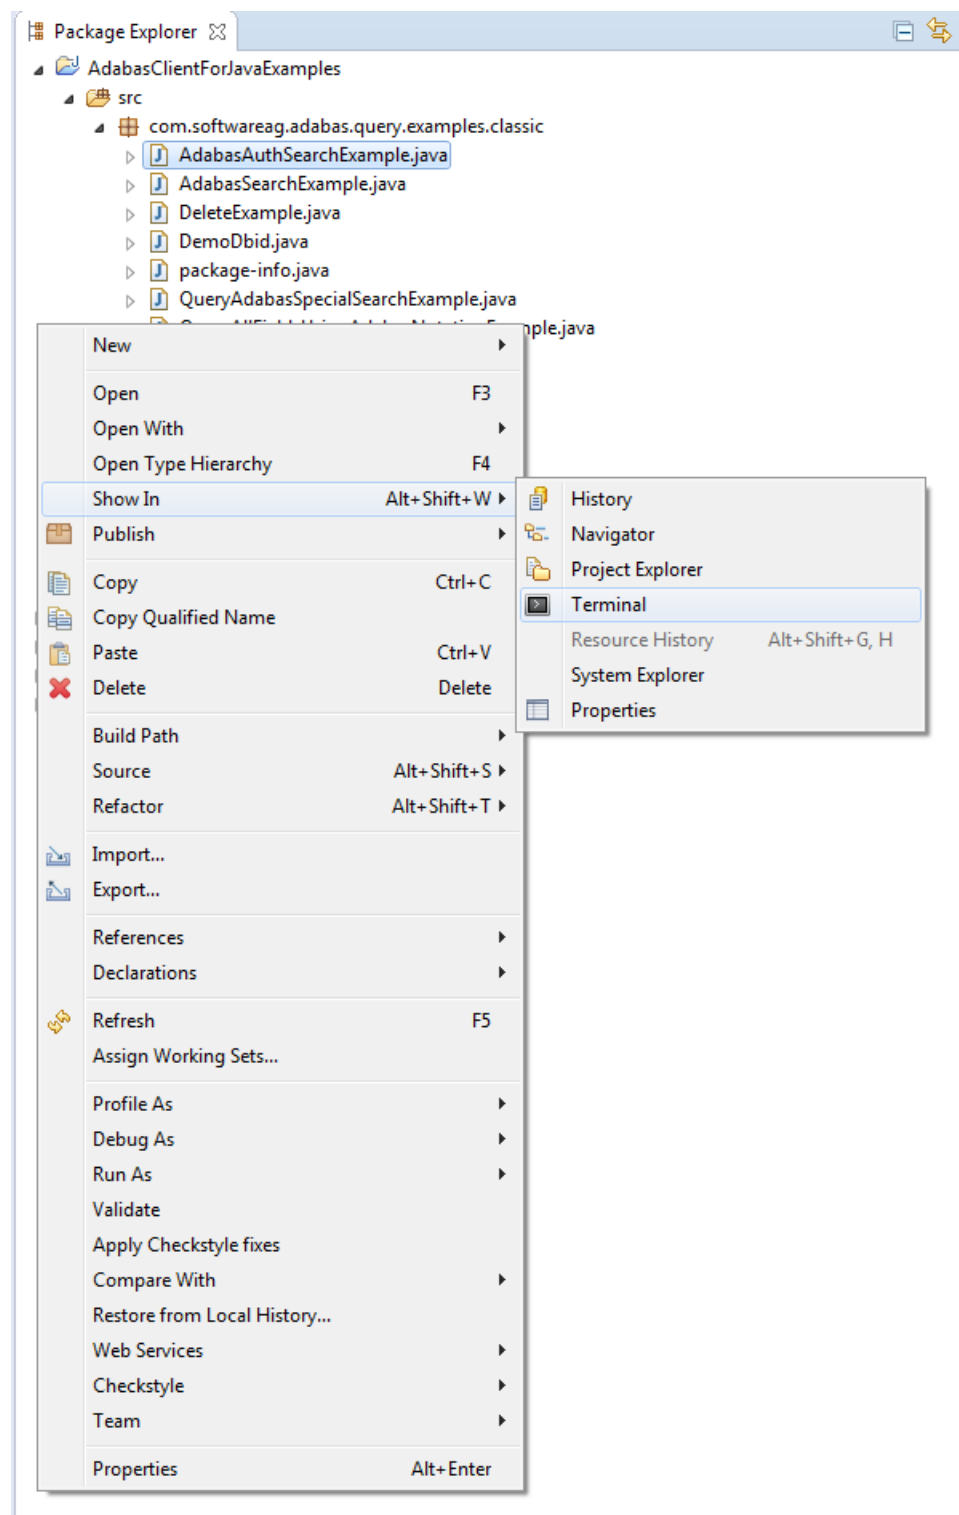 Package Explorer
AdabasClientForJavaExamples
src
com.softwareag.adabas.query.examples.classic
AdabasAuthSearchExample.java
AdabasSearchExample.java
DeleteExample.java
DemoDbid.java
package-info.java
QueryAdabasSpecialSearchExample.java
ple.java
New
Open F3
Open With
Open Type Hierarchy F4
Show In Alt+Shift+W
Publish
Copy Ctrl+C
Copy Qualified Name
Paste Ctrl+V
Delete Delete
Build Path
Source Alt+Shift+S
Refactor Alt+Shift+T
Import...
Export...
References
Declarations
Refresh F5
Assign Working Sets...
Profile As
Debug As
Run As
Validate
Apply Checkstyle fixes
Compare With
Restore from Local History...
Web Services
Checkstyle
Team
Properties Alt+Enter
History
Navigator
Project Explorer
Terminal
Resource History Alt+Shift+G, H
System Explorer
Properties